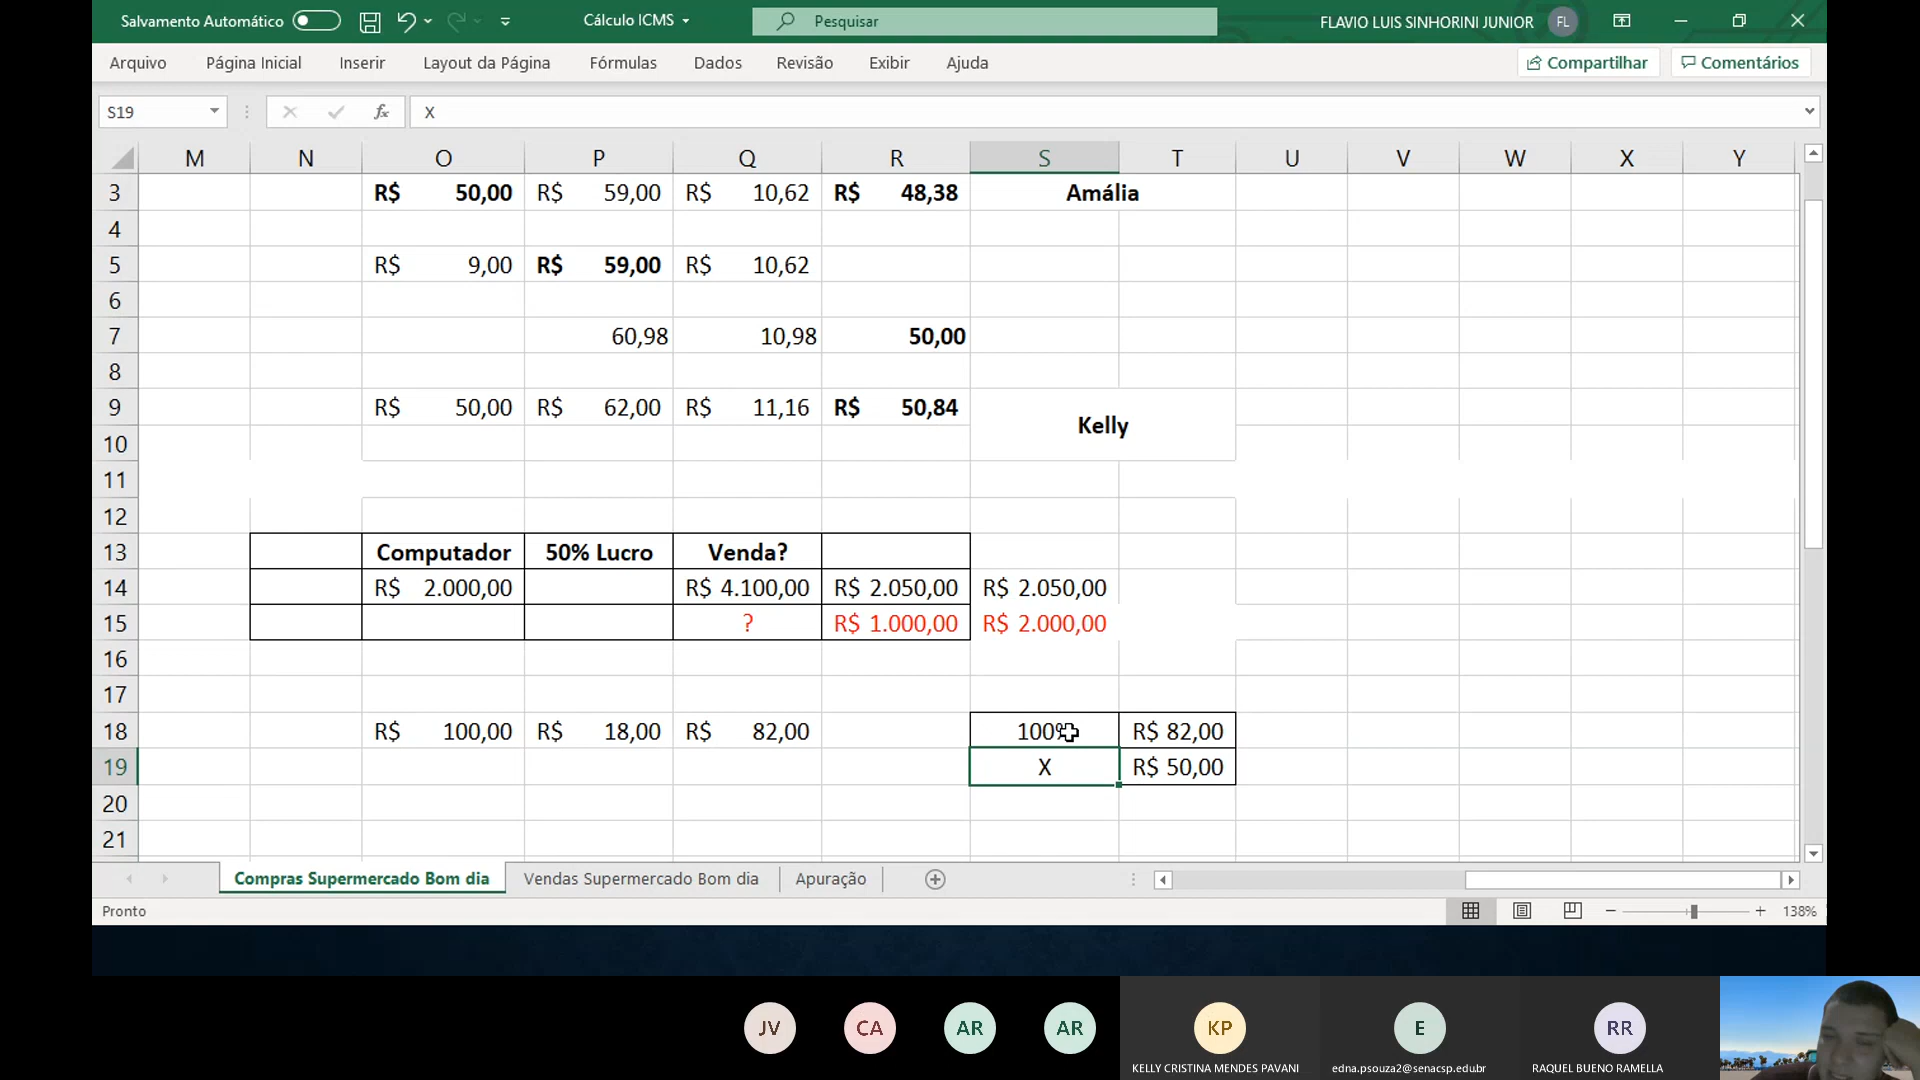 Salvamento Automático
Cálculo ICMS
Pesquisar
FLAVIO LUIS SINHORINI JUNIOR FL
Arquivo Página Inicial Inserir Layout da Página Fórmulas Dados Revisão Exibir Ajuda Compartilhar Comentários
S19 fx X
M N O P Q R S T U V W X Y
3 R$ 50,00 R$ 59,00 R$ 10,62 R$ 48,38 Amália
4
5 R$ 9,00 R$ 59,00 R$ 10,62
6
7 60,98 10,98 50,00
8
9 R$ 50,00 R$ 62,00 R$ 11,16 R$ 50,84
Kelly
10
11
12
13 Computador 50% Lucro Venda?
14 R$ 2.000,00 R$ 4.100,00 R$ 2.050,00 R$ 2.050,00
15 ? R$ 1.000,00 R$ 2.000,00
16
17
18 R$ 100,00 R$ 18,00 R$ 82,00 100% R$ 82,00
19 X R$ 50,00
20
21
Compras Supermercado Bom dia Vendas Supermercado Bom dia Apuração
Pronto 138%
JV CA AR AR KP E RR
KELLY CRISTINA MENDES PAVANI edna.psouza2@senacsp.edu.br RAQUEL BUENO RAMELLA